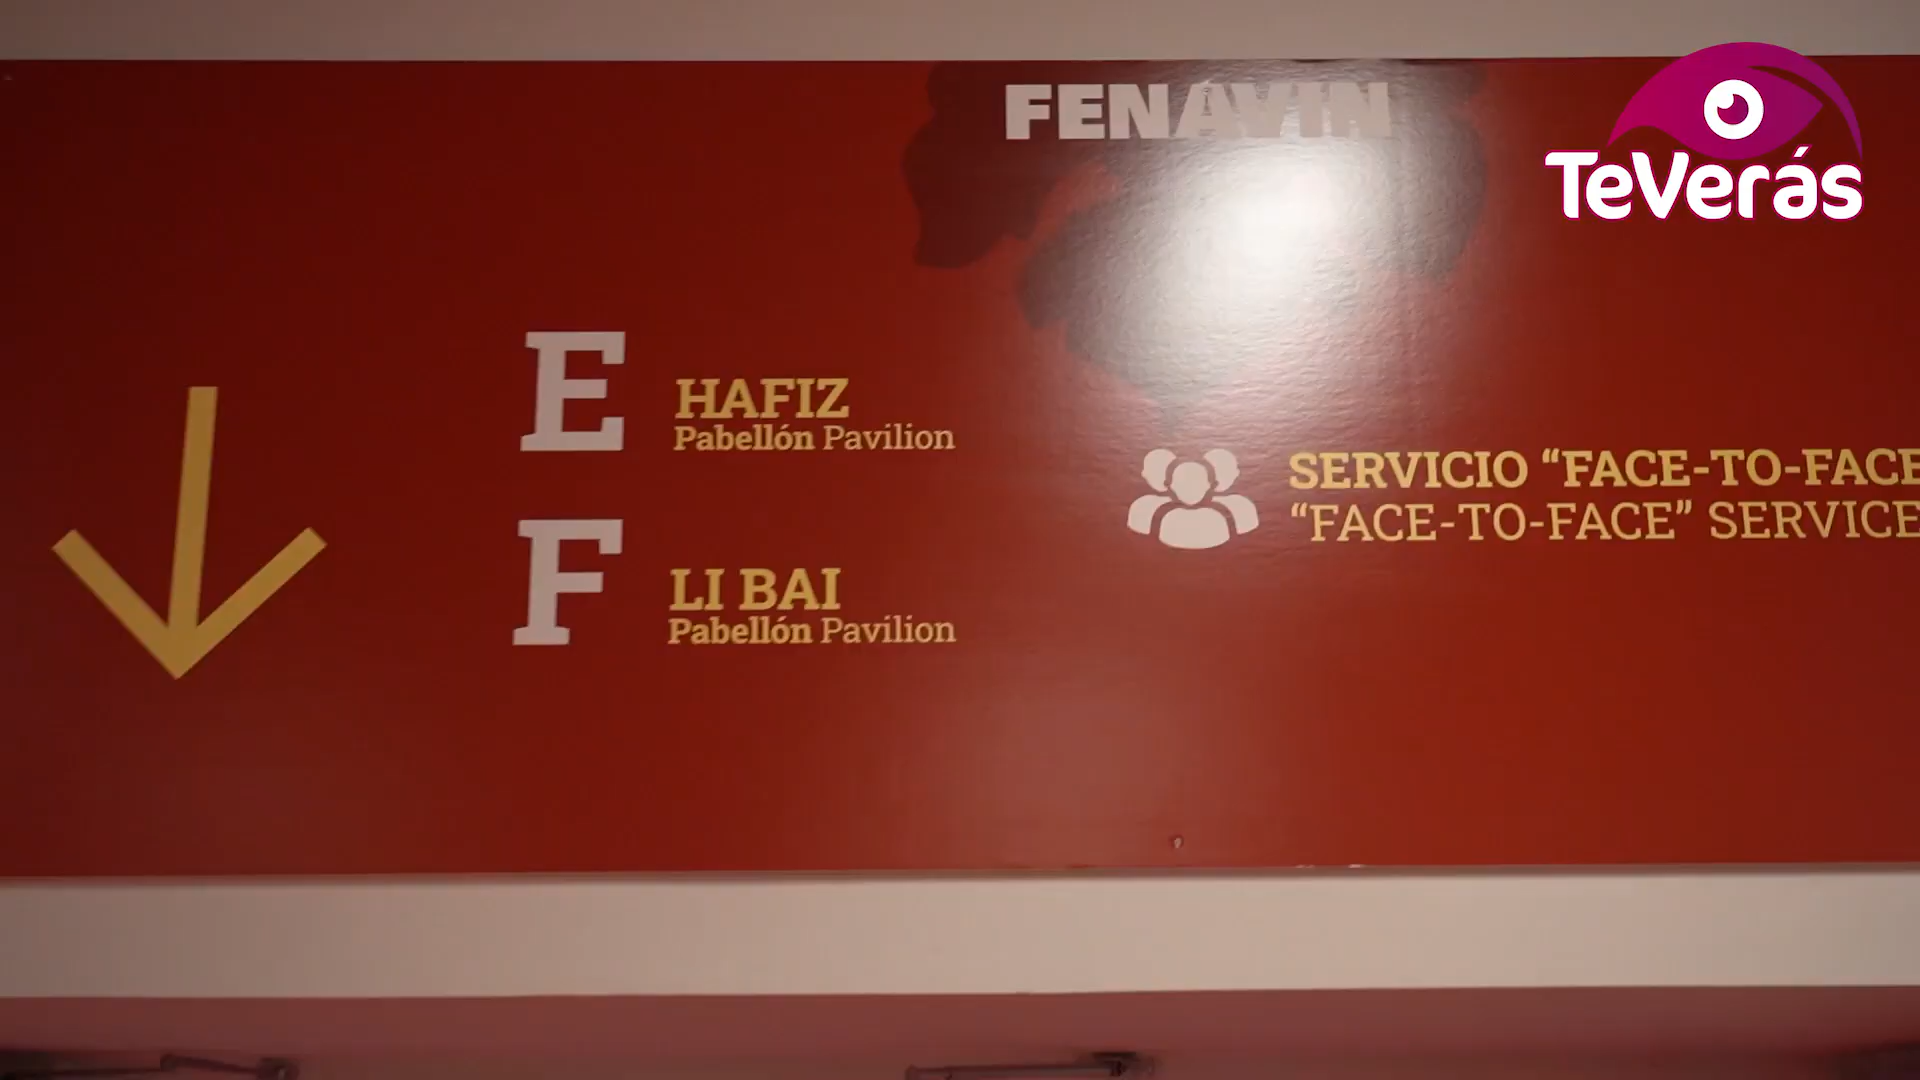 FENAVIN
TeVerás
E
HAFIZ
Pabellón Pavilion
F
LI BAI
Pabellón Pavilion
SERVICIO “FACE-TO-FACE
“FACE-TO-FACE” SERVICE